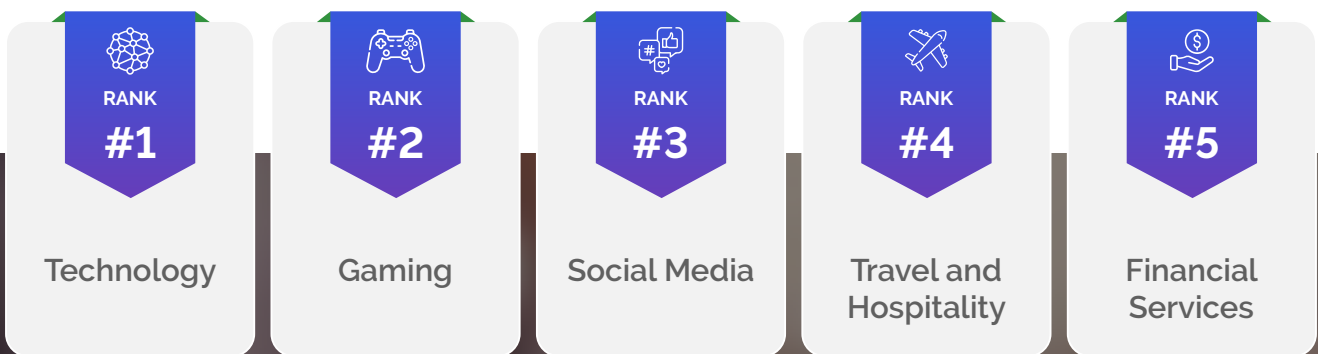 RANK
#1
Technology
RANK
#2
Gaming
#
RANK
#3
Social Media
RANK
#4
Travel and
Hospitality
$
RANK
#5
Financial
Services